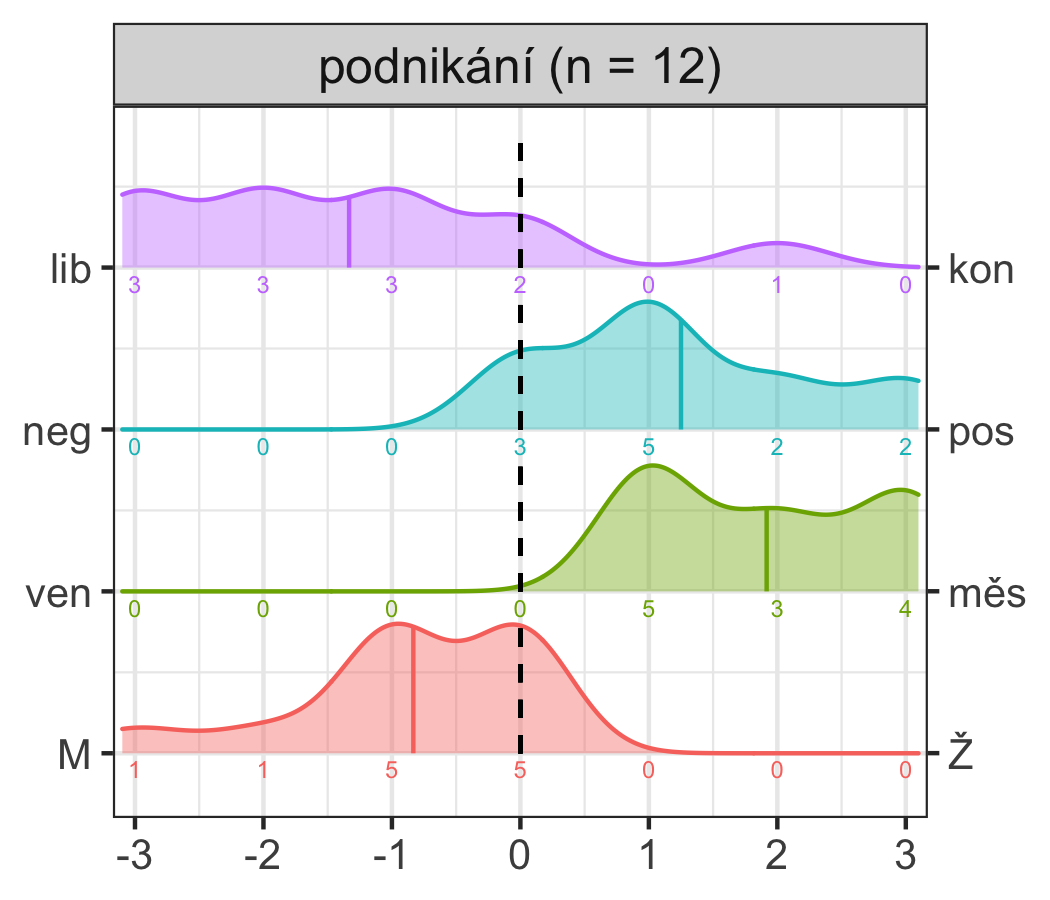 podnikání (n = 12)
lib kon
3 3 3 2 0 1 0
neg pos
0 0 0 3 5 2 2
ven měs
0 0 0 0 5 3 4
M Ž
1 1 5 5 0 0 0
-3 -2 -1 0 1 2 3